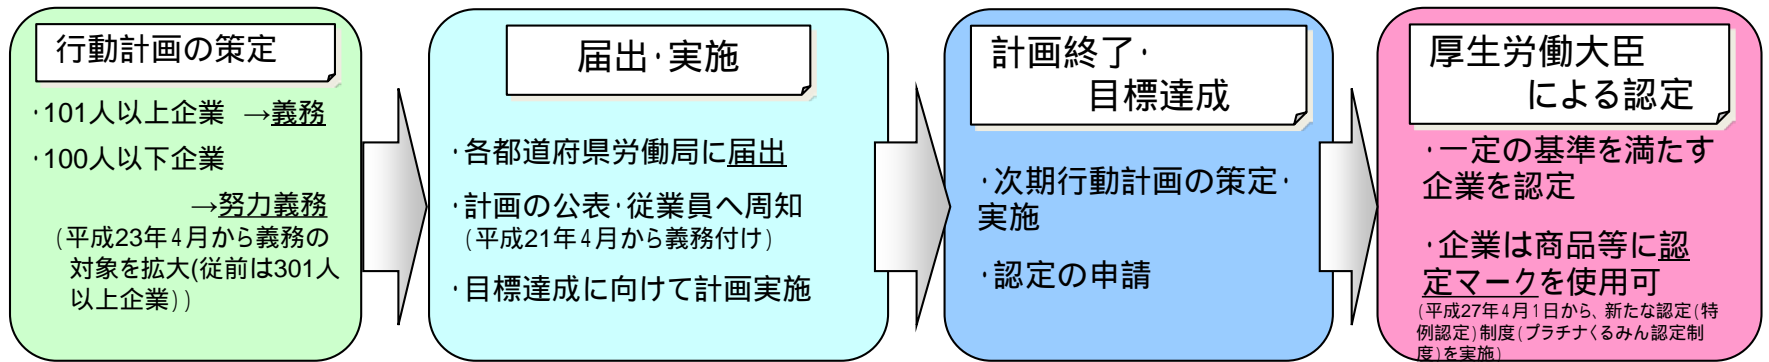 行動計画の策定
・101人以上企業 →義務
・100人以下企業
→努力義務
(平成23年4月から義務の
対象を拡大(従前は301人
以上企業))
届出・実施
・各都道府県労働局に届出
・計画の公表・従業員へ周知
(平成21年4月から義務付け)
・目標達成に向けて計画実施
計画終了・
目標達成
・次期行動計画の策定・
実施
・認定の申請
厚生労働大臣
による認定
・一定の基準を満たす
企業を認定
・企業は商品等に認
定マークを使用可
(平成27年4月1日から、新たな認定(特
例認定)制度(プラチナくるみん認定制
度)を実施)